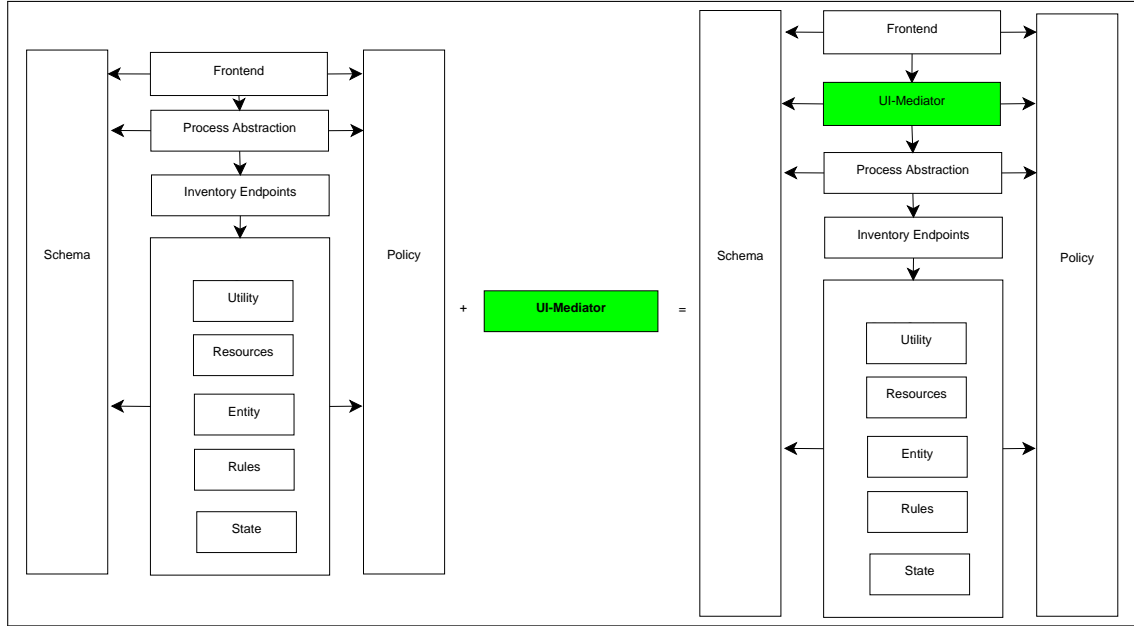 Schema
Frontend
Process Abstraction
Inventory Endpoints
Utility
Resources
Entity
Rules
State
Policy
+
UI-Mediator
=
Schema
Frontend
UI-Mediator
Process Abstraction
Inventory Endpoints
Utility
Resources
Entity
Rules
State
Policy